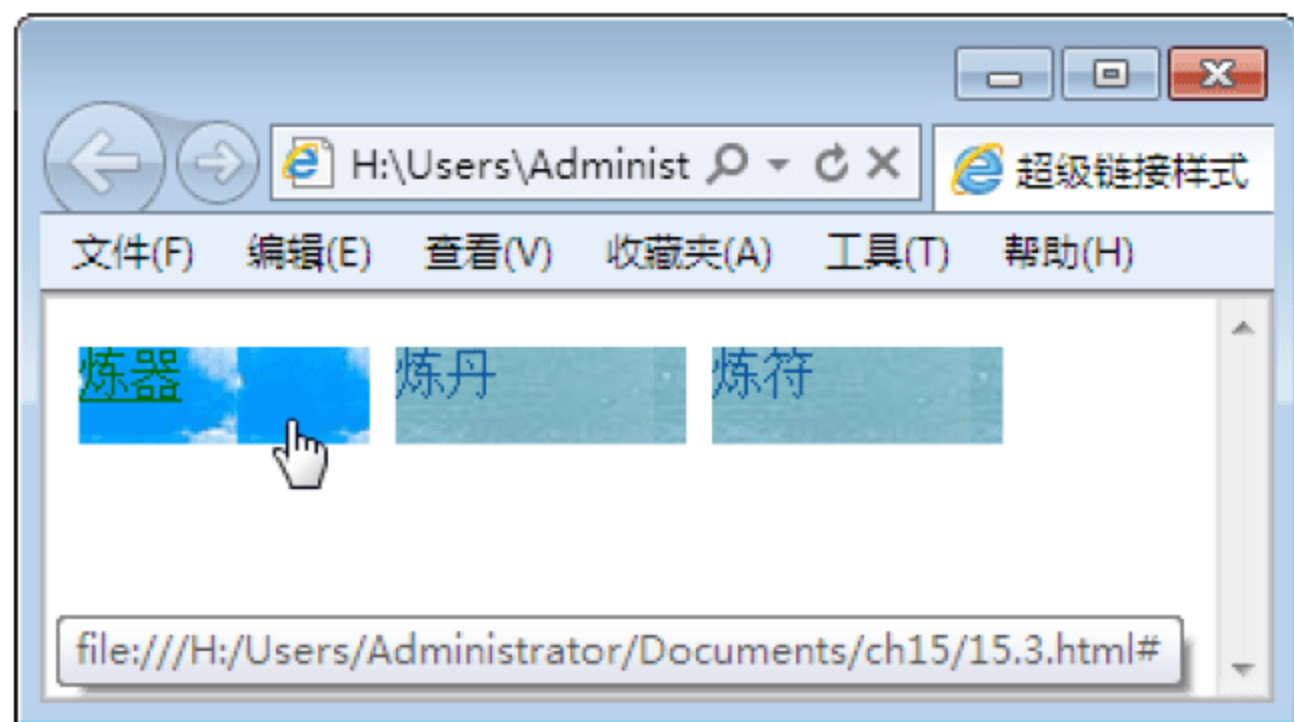 H:\Users\Administ 超级链接样式
文件(F) 编辑(E) 查看(V) 收藏夹(A) 工具(T) 帮助(H)
炼器 炼丹 炼符
file:///H:/Users/Administrator/Documents/ch15/15.3.html#